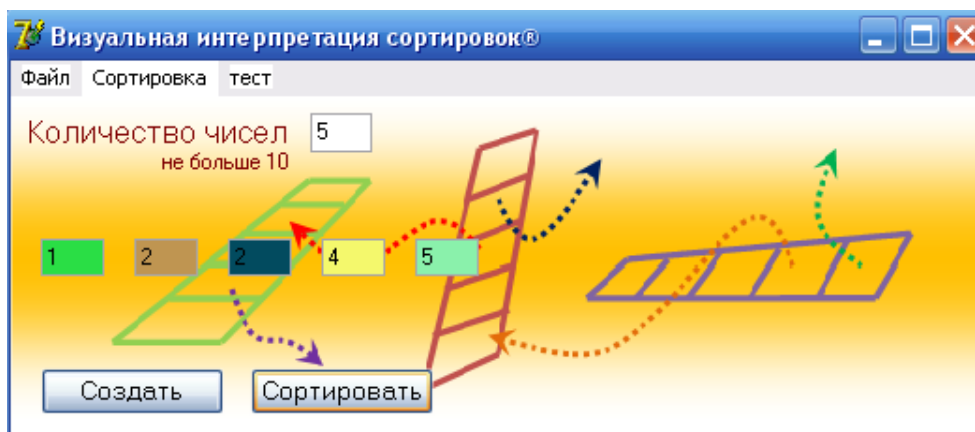 Визуальная интерпретация сортировок®
Файл Сортировка тест
Количество чисел 5
не больше 10
1 2 2 4 5
Создать Сортировать